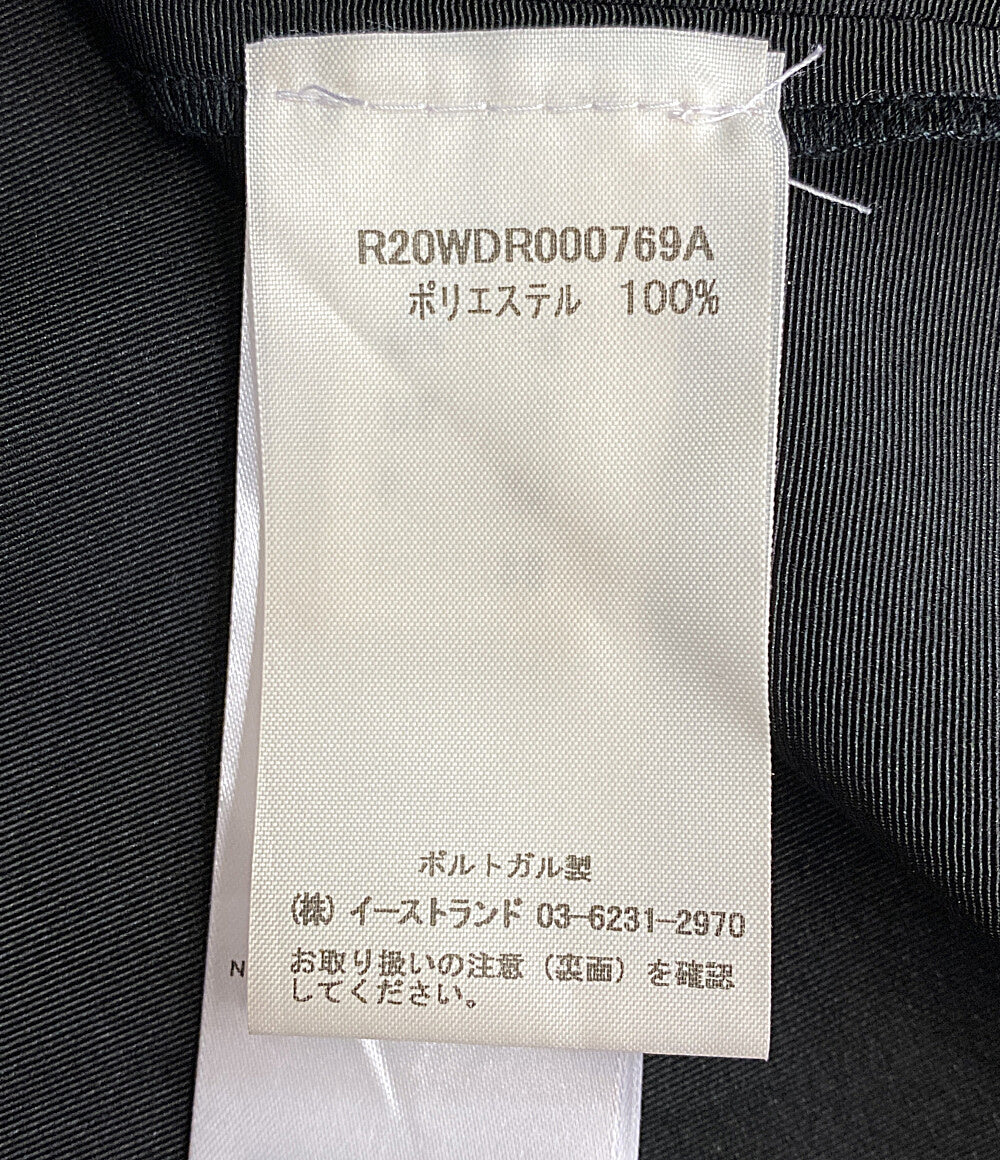 R20WDR000769A
ポリエステル 100%
ポルトガル製
(株) イーストランド 03-6231-2970
N
お取り扱いの注意(裏面)を確認
してください。